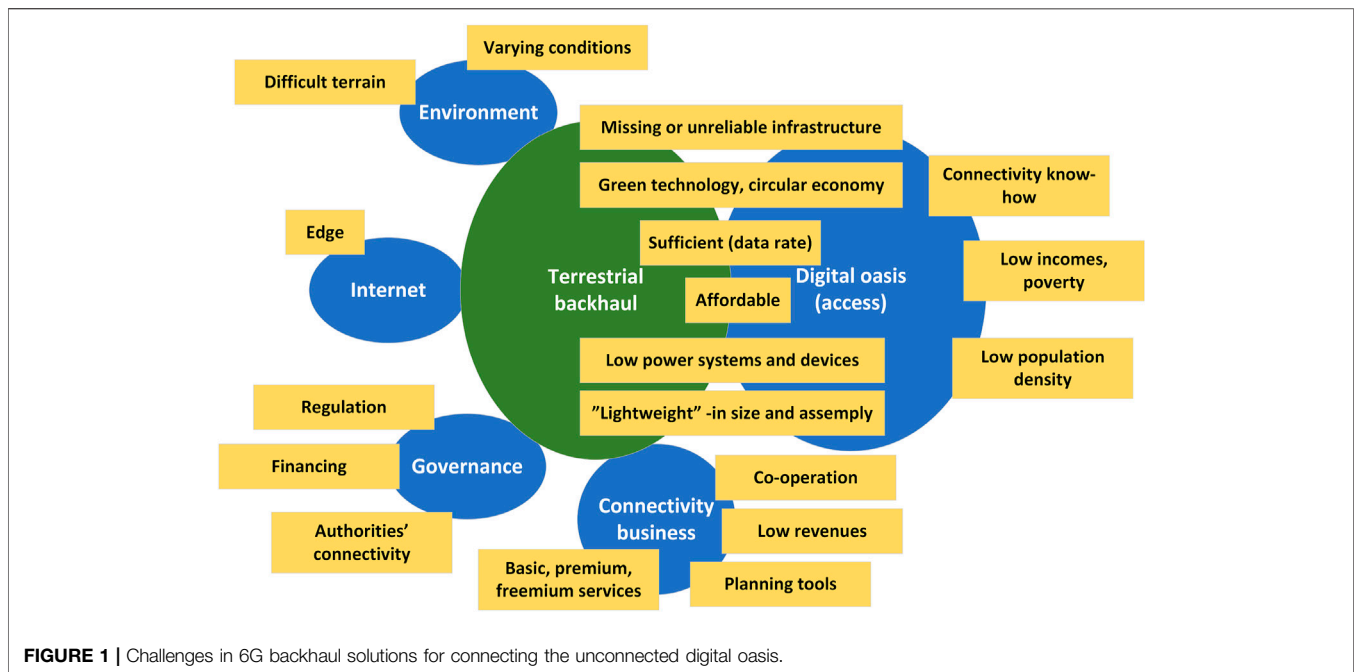 Varying conditions
Difficult terrain
Environment
Missing or unreliable infrastructure
Green technology, circular economy
Connectivity know-
how
Edge
Sufficient (data rate)
Low incomes,
poverty
Internet
Terrestrial
backhaul
Affordable
Digital oasis
(access)
Low power systems and devices
Low population
density
Regulation
”Lightweight” -in size and assemply
Financing
Governance
Authorities’
connectivity
Connectivity
business
Co-operation
Low revenues
Basic, premium,
freemium services
Planning tools
FIGURE 1 | Challenges in 6G backhaul solutions for connecting the unconnected digital oasis.